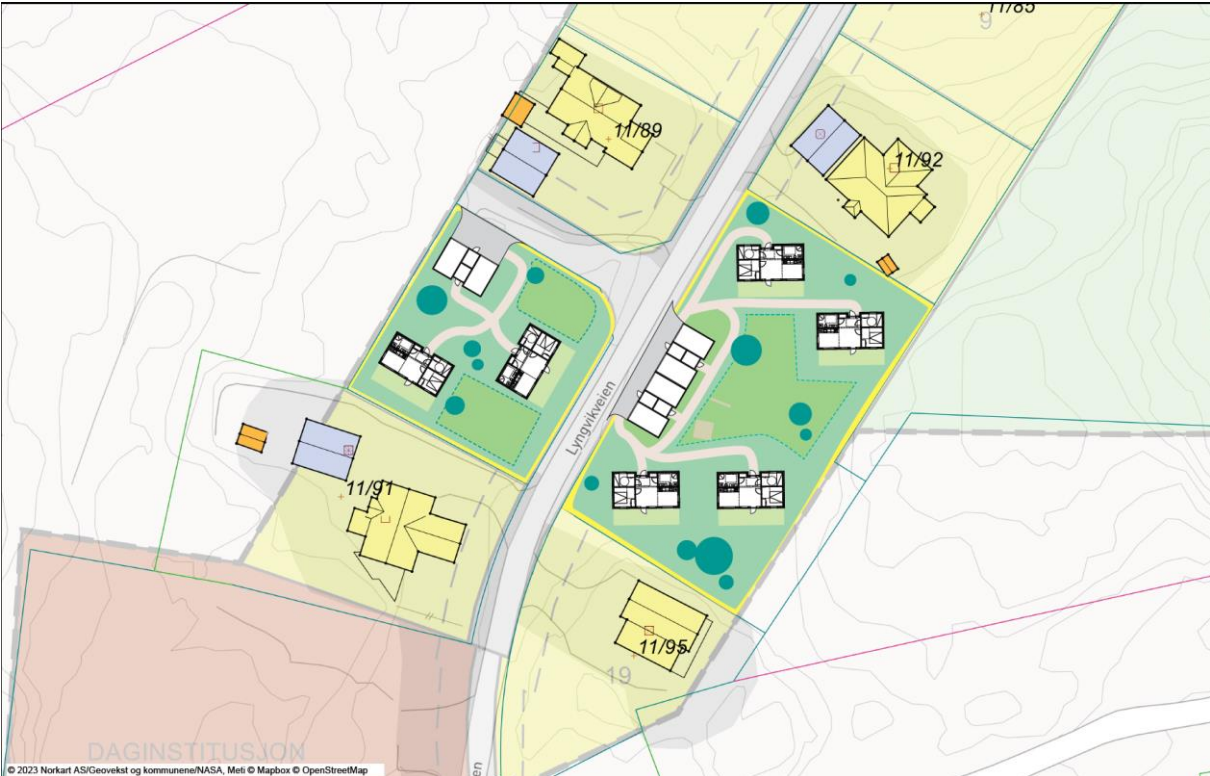 11/85
9
11/89
11/92
Lyngvikveien
11/91
11/95
19
DAGINSTITUSJON
en
© 2023 Norkart AS/Geovekst og kommunene/NASA, Meti © Mapbox © OpenStreetMap